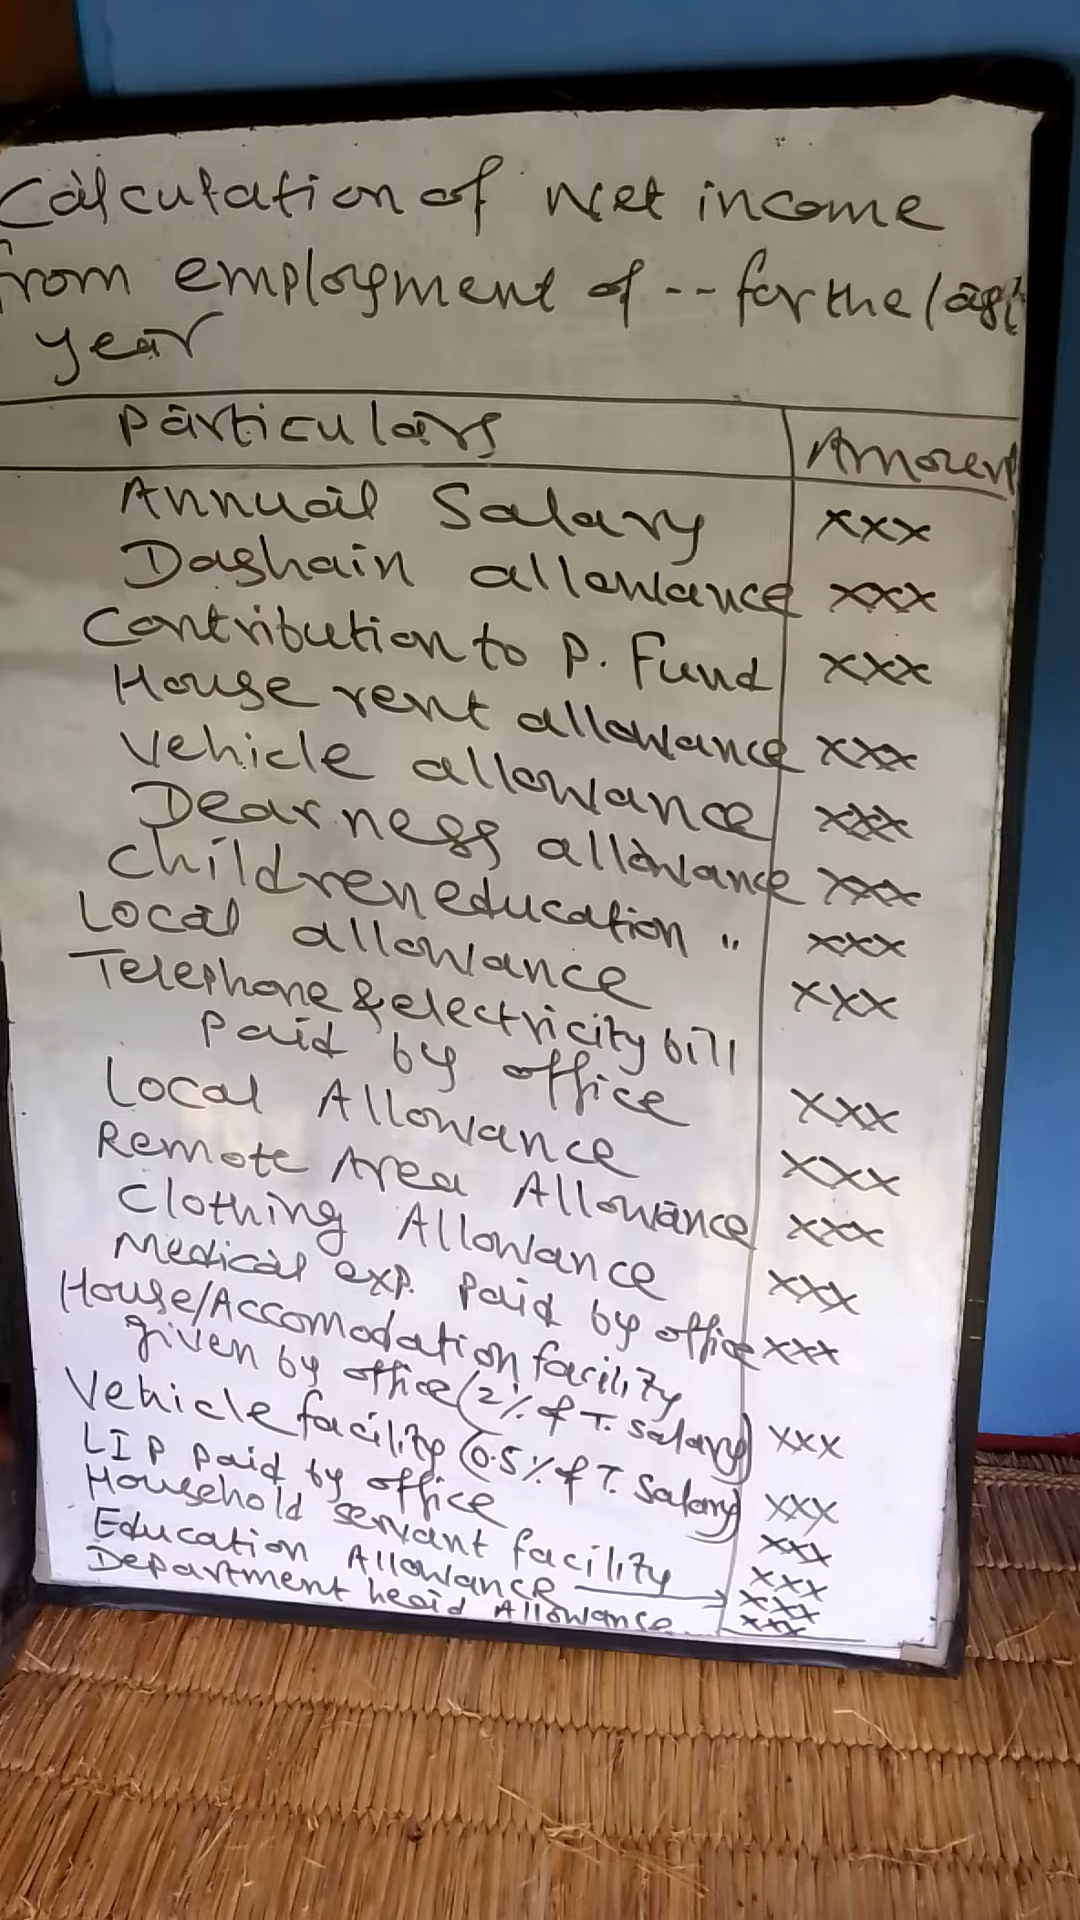 Calculation of Net income
from employment of -- for the last
year
Particulars Amount
Annual Salary xxx
Dashain allowance xxx
Contribution to P. Fund xxx
House rent allowance xxx
Vehicle allowance xxx
Dearness allowance xxx
Children education " xxx
Local allowance xxx
Telephone & electricity bill
paid by office xxx
Local Allowance xxx
Remote Area Allowance xxx
Clothing Allowance xxx
Medical exp. paid by office xxx
House/Accomodation facility
given by office (2% of T. salary) xxx
Vehicle facility (0.5% of T. Salary) xxx
LIP paid by office xxx
Household servant facility xxx
Education Allowance xxx
Department head Allowanse xxx